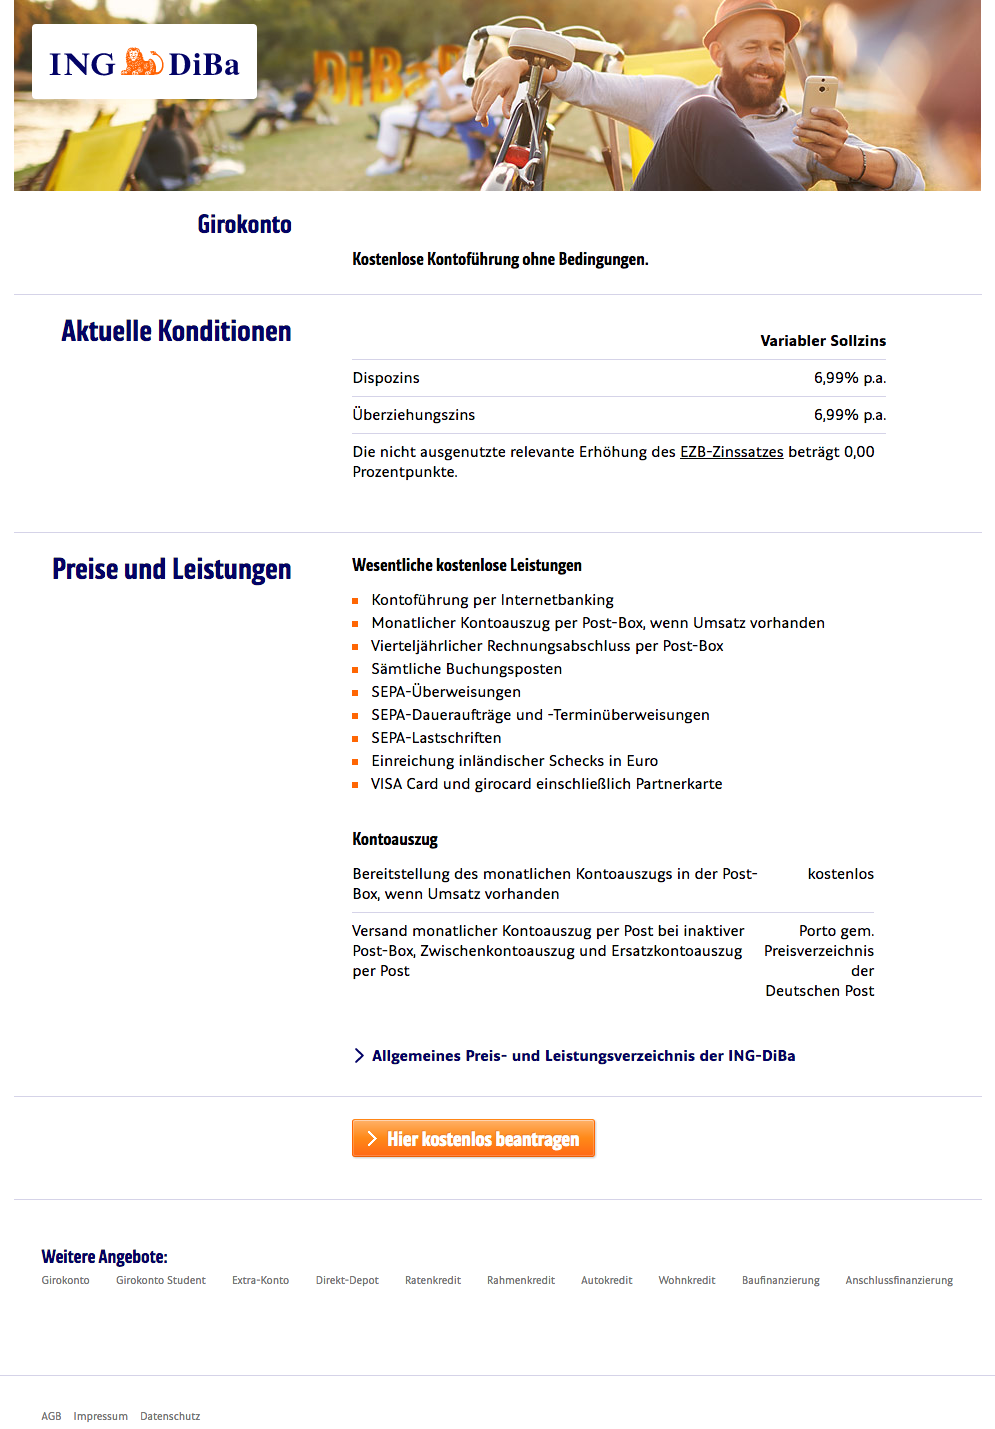 ING DiBa
DiBa
Girokonto
Kostenlose Kontoführung ohne Bedingungen.
Aktuelle Konditionen
Variabler Sollzins
Dispozins 6,99% p.a.
Überziehungszins 6,99% p.a.
Die nicht ausgenutzte relevante Erhöhung des EZB-Zinssatzes beträgt 0,00
Prozentpunkte.
Preise und Leistungen
Wesentliche kostenlose Leistungen
Kontoführung per Internetbanking
Monatlicher Kontoauszug per Post-Box, wenn Umsatz vorhanden
Vierteljährlicher Rechnungsabschluss per Post-Box
Sämtliche Buchungsposten
SEPA-Überweisungen
SEPA-Daueraufträge und -Terminüberweisungen
SEPA-Lastschriften
Einreichung inländischer Schecks in Euro
VISA Card und girocard einschließlich Partnerkarte
Kontoauszug
Bereitstellung des monatlichen Kontoauszugs in der Post- kostenlos
Box, wenn Umsatz vorhanden
Versand monatlicher Kontoauszug per Post bei inaktiver Porto gem.
Post-Box, Zwischenkontoauszug und Ersatzkontoauszug Preisverzeichnis
per Post der
Deutschen Post
Allgemeines Preis- und Leistungsverzeichnis der ING-DiBa
Hier kostenlos beantragen
Weitere Angebote:
Girokonto Girokonto Student Extra-Konto Direkt-Depot Ratenkredit Rahmenkredit Autokredit Wohnkredit Baufinanzierung Anschlussfinanzierung
AGB Impressum Datenschutz